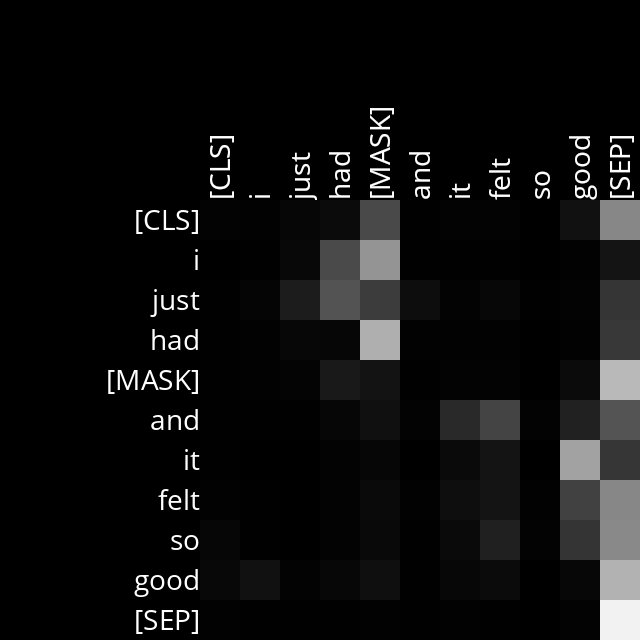 [CLS] i just had [MASK] and it felt so good [SEP]
[CLS]
i
just
had
[MASK]
and
it
felt
so
good
[SEP]